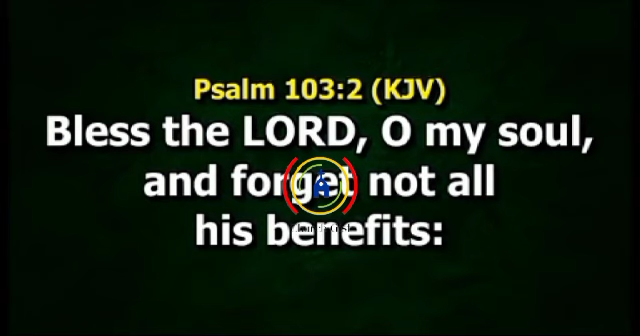 Psalm 103:2 (KJV)
Bless the LORD, O my soul,
and forget not all
his benefits: